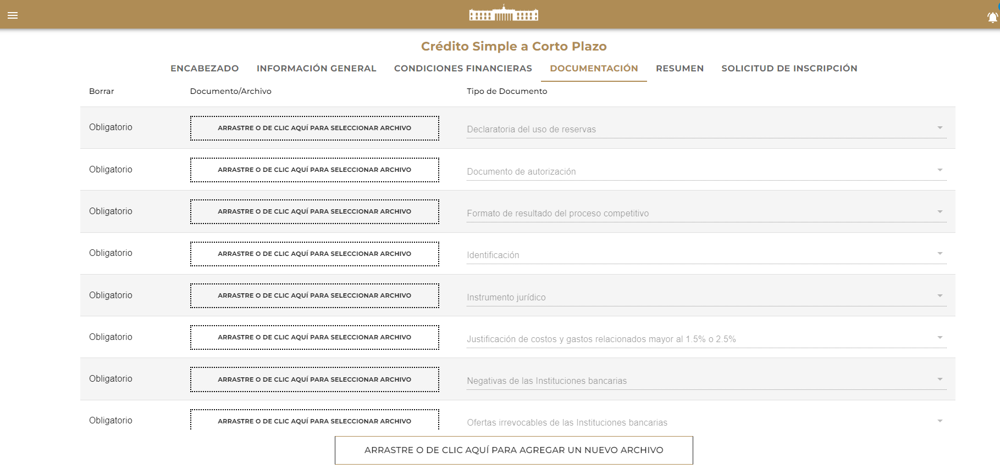 Crédito Simple a Corto Plazo
ENCABEZADO INFORMACIÓN GENERAL CONDICIONES FINANCIERAS DOCUMENTACIÓN RESUMEN SOLICITUD DE INSCRIPCIÓN
Borrar Documento/Archivo Tipo de Documento
Obligatorio ARRASTRE O DE CLIC AQUÍ PARA SELECCIONAR ARCHIVO Declaratoria del uso de reservas
Obligatorio ARRASTRE O DE CLIC AQUÍ PARA SELECCIONAR ARCHIVO Documento de autorización
Obligatorio ARRASTRE O DE CLIC AQUÍ PARA SELECCIONAR ARCHIVO Formato de resultado del proceso competitivo
Obligatorio ARRASTRE O DE CLIC AQUÍ PARA SELECCIONAR ARCHIVO Identificación
Obligatorio ARRASTRE O DE CLIC AQUÍ PARA SELECCIONAR ARCHIVO Instrumento jurídico
Obligatorio ARRASTRE O DE CLIC AQUÍ PARA SELECCIONAR ARCHIVO Justificación de costos y gastos relacionados mayor al 1.5% o 2.5%
Obligatorio ARRASTRE O DE CLIC AQUÍ PARA SELECCIONAR ARCHIVO Negativas de las Instituciones bancarias
Obligatorio ARRASTRE O DE CLIC AQUÍ PARA SELECCIONAR ARCHIVO Ofertas irrevocables de las Instituciones bancarias
ARRASTRE O DE CLIC AQUÍ PARA AGREGAR UN NUEVO ARCHIVO